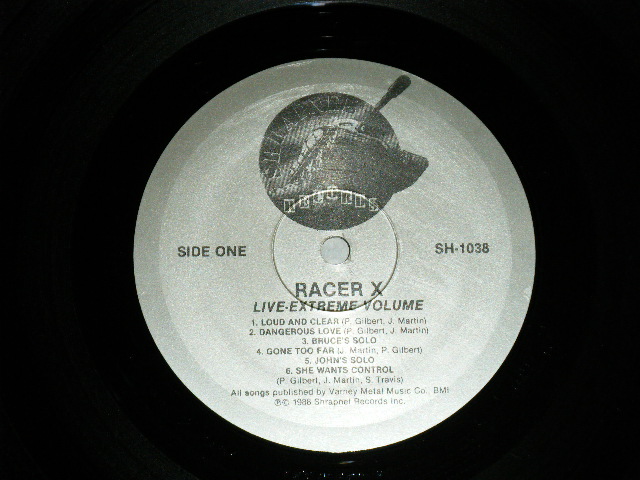 SHRAPNEL
RECORDS
SIDE ONE
SH-1038
RACER X
LIVE-EXTREME-VOLUME
1. LOUD AND CLEAR (P. Gilbert, J. Martin)
2. DANGEROUS LOVE (P. Gilbert, J. Martin)
3. BRUCE'S SOLO
4. GONE TOO FAR (J. Martin, P. Gilbert)
5. JOHN'S SOLO
6. SHE WANTS CONTROL
(P. Gilbert, J. Martin, S. Travis)
All songs published by Varney Metal Music Co., BMI
℗© 1988 Shrapnel Records Inc.